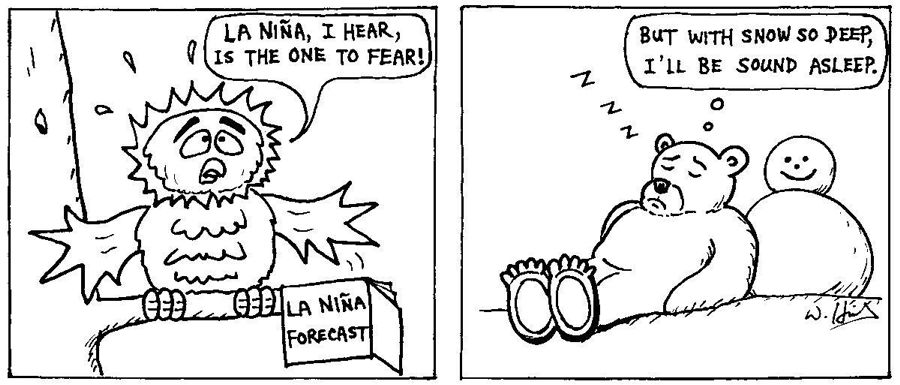 LA NIÑA, I HEAR,
IS THE ONE TO FEAR!
LA NIÑA
FORECAST
BUT WITH SNOW SO DEEP,
I'LL BE SOUND ASLEEP.
Z
Z
Z
Z